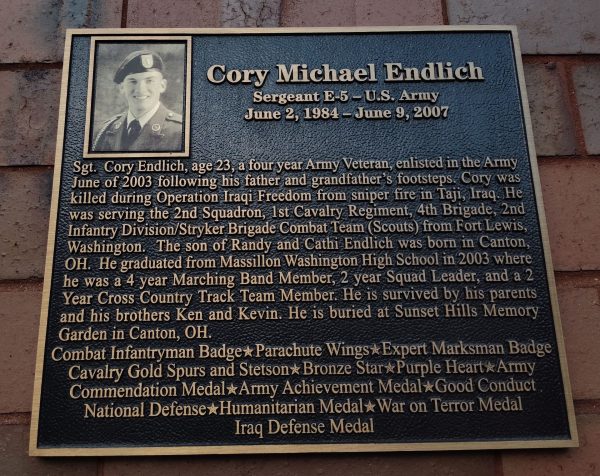 Cory Michael Endlich
Sergeant E-5 – U.S. Army
June 2, 1984 – June 9, 2007
Sgt. Cory Endlich, age 23, a four year Army Veteran, enlisted in the Army
June of 2003 following his father and grandfather's footsteps. Cory was
killed during Operation Iraqi Freedom from sniper fire in Taji, Iraq. He
was serving the 2nd Squadron, 1st Cavalry Regiment, 4th Brigade, 2nd
Infantry Division/Stryker Brigade Combat Team (Scouts) from Fort Lewis,
Washington. The son of Randy and Cathi Endlich was born in Canton,
OH. He graduated from Massillon Washington High School in 2003 where
he was a 4 year Marching Band Member, 2 year Squad Leader, and a 2
Year Cross Country Track Team Member. He is survived by his parents
and his brothers Ken and Kevin. He is buried at Sunset Hills Memory
Garden in Canton, OH.
Combat Infantryman Badge★Parachute Wings★Expert Marksman Badge
Cavalry Gold Spurs and Stetson★Bronze Star★Purple Heart★Army
Commendation Medal★Army Achievement Medal★Good Conduct
National Defense★Humanitarian Medal★War on Terror Medal
Iraq Defense Medal